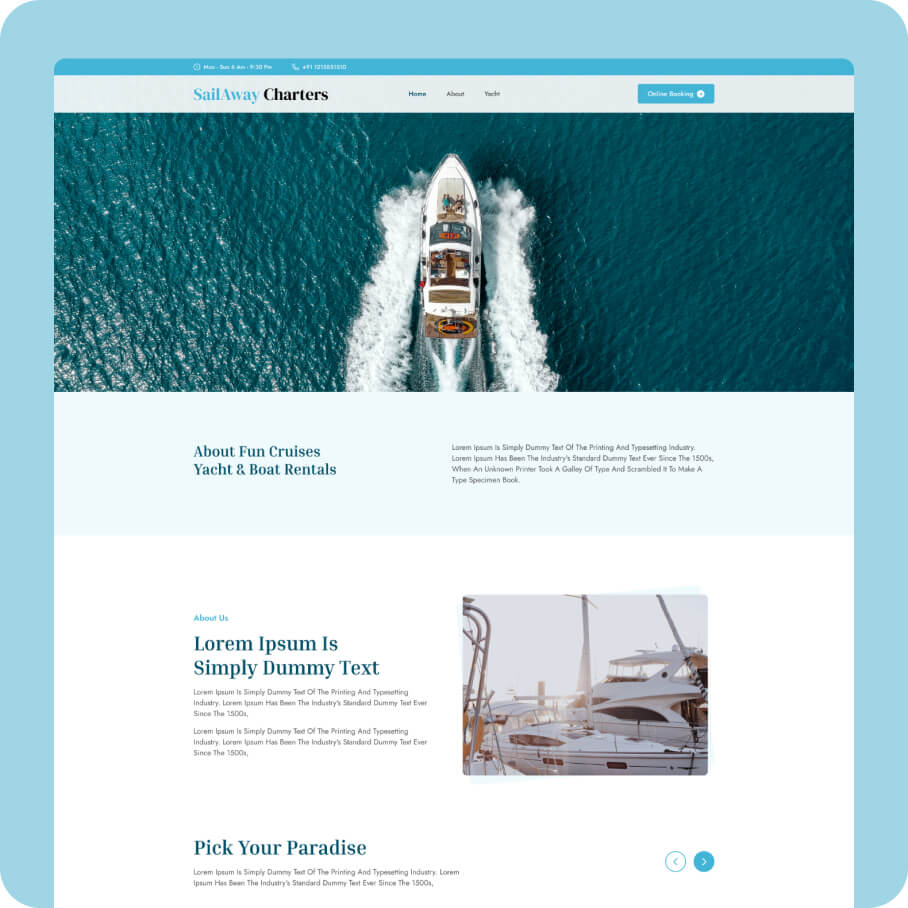 Mon - Sun 6 Am - 9:30 Pm +91 1215551510
SailAway Charters Home About Yacht Online Booking
About Fun Cruises
Yacht & Boat Rentals
Lorem Ipsum Is Simply Dummy Text Of The Printing And Typesetting Industry.
Lorem Ipsum Has Been The Industry's Standard Dummy Text Ever Since The 1500s,
When An Unknown Printer Took A Galley Of Type And Scrambled It To Make A
Type Specimen Book.
About Us
Lorem Ipsum Is
Simply Dummy Text
Lorem Ipsum Is Simply Dummy Text Of The Printing And Typesetting
Industry. Lorem Ipsum Has Been The Industry's Standard Dummy Text Ever
Since The 1500s,
Lorem Ipsum Is Simply Dummy Text Of The Printing And Typesetting
Industry. Lorem Ipsum Has Been The Industry's Standard Dummy Text Ever
Since The 1500s,
Pick Your Paradise
Lorem Ipsum Is Simply Dummy Text Of The Printing And Typesetting Industry. Lorem
Ipsum Has Been The Industry's Standard Dummy Text Ever Since The 1500s,